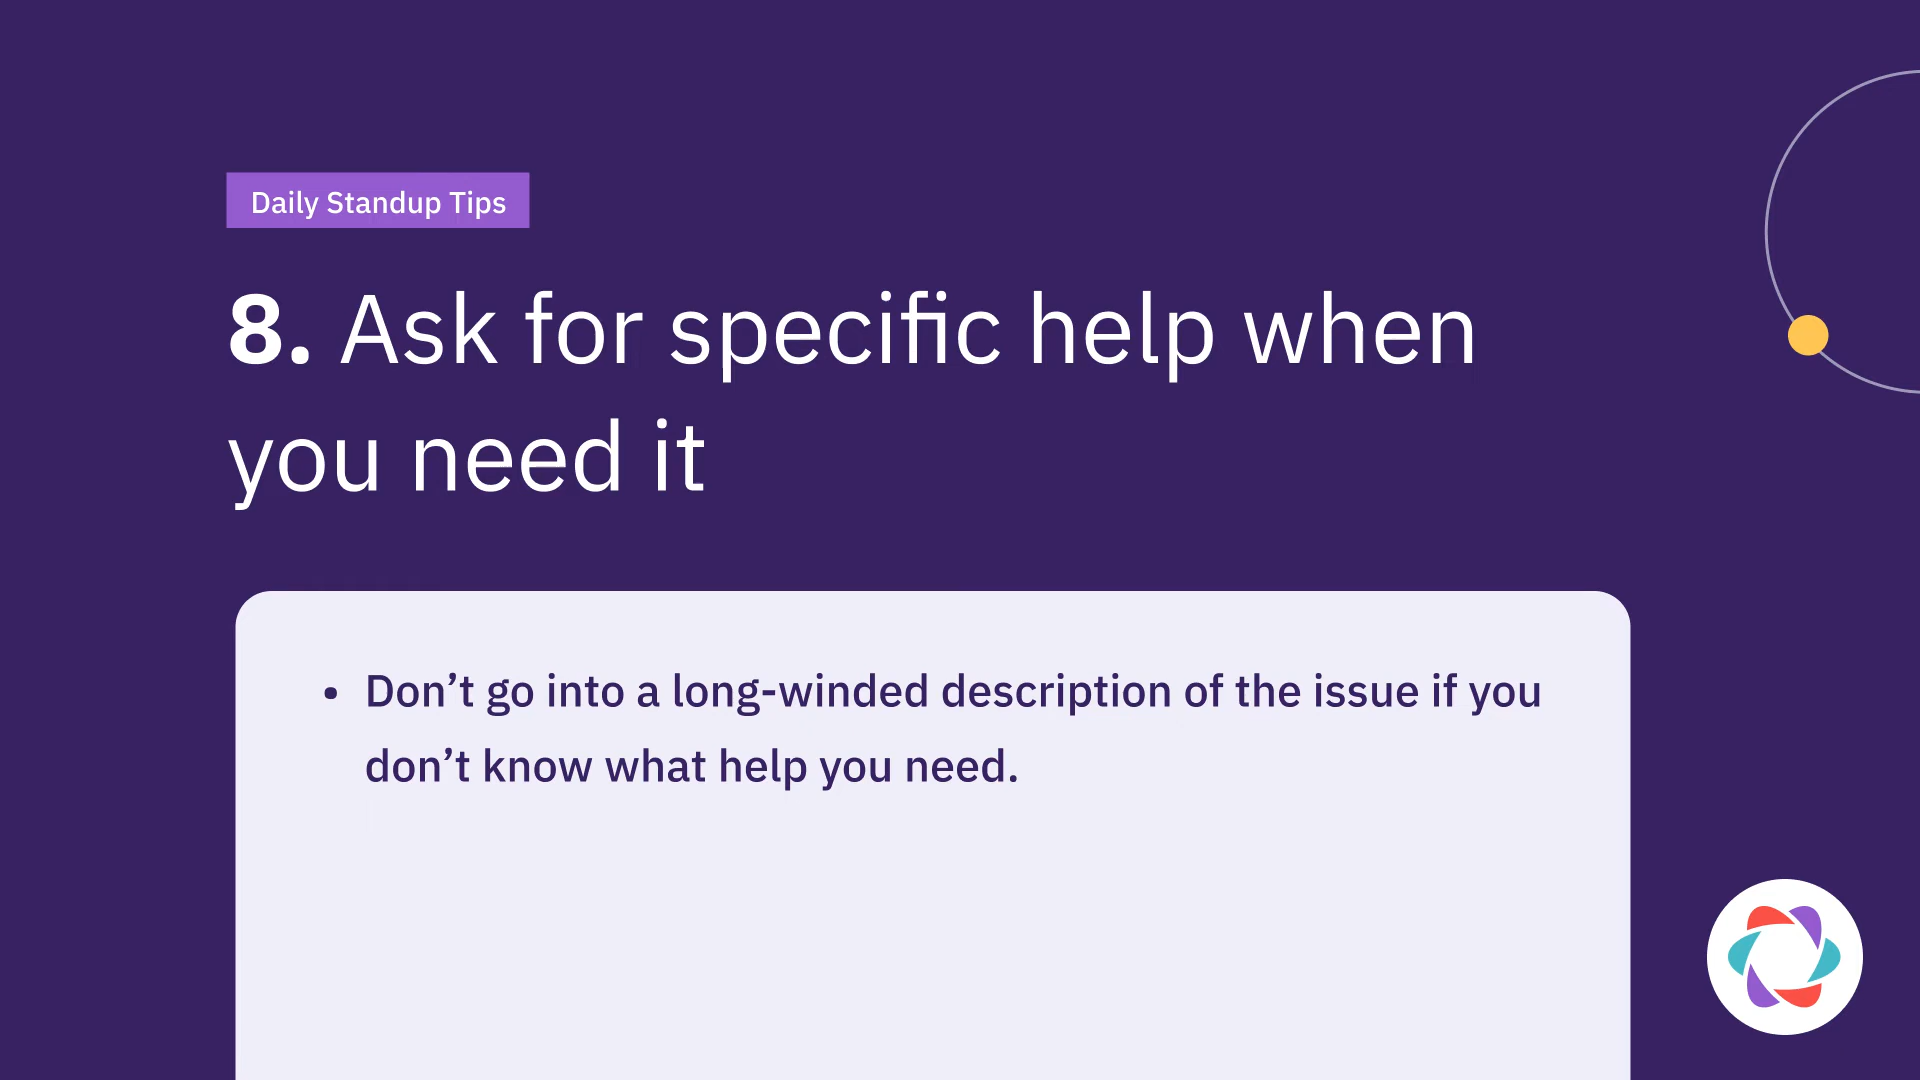 Daily Standup Tips
8. Ask for specific help when
you need it
• Don’t go into a long-winded description of the issue if you
don’t know what help you need.